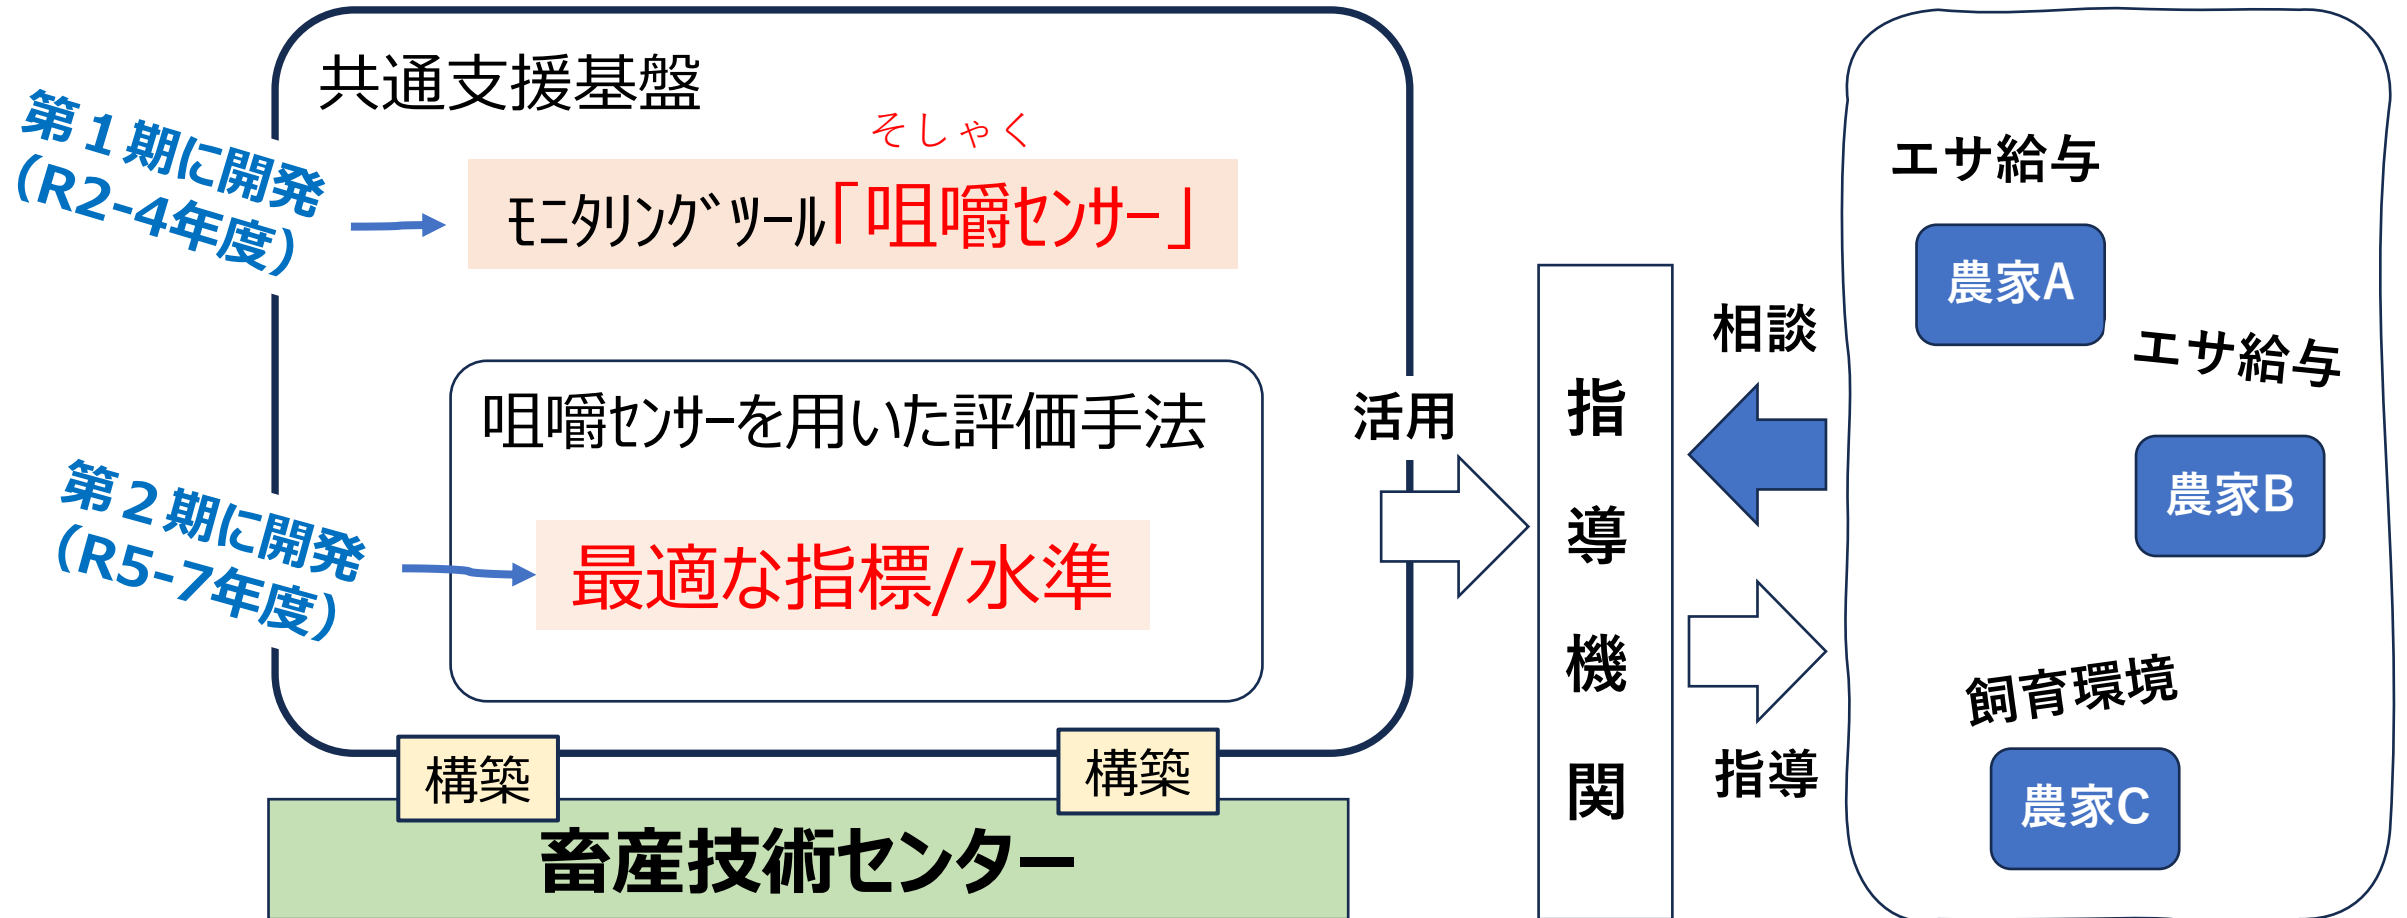 共通支援基盤
第１期に開発
（R2-4年度）
そしゃく
ﾓﾆﾀﾘﾝｸﾞﾂｰﾙ「咀嚼ｾﾝｻｰ」
咀嚼ｾﾝｻｰを用いた評価手法
第２期に開発
（R5-7年度）
最適な指標/水準
構築
構築
畜産技術センター
活用
指導機関
相談
指導
エサ給与
農家A
エサ給与
農家B
飼育環境
農家C